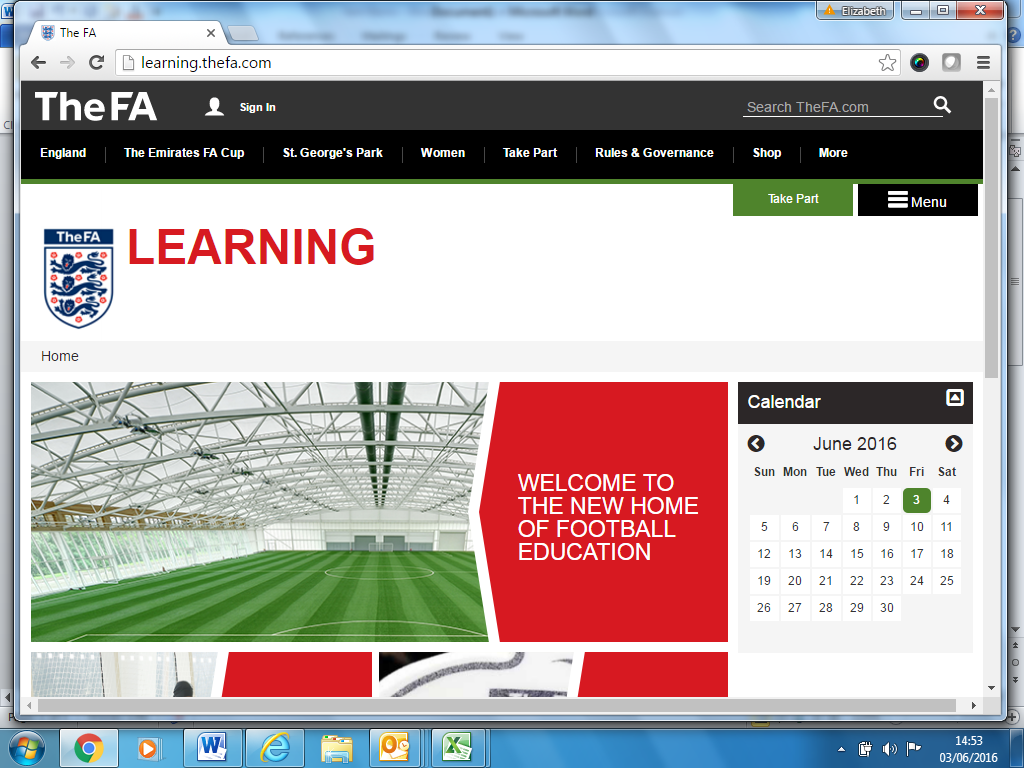 Elizabeth
The FA
learning.thefa.com
TheFA Sign In Search TheFA.com
England The Emirates FA Cup St. George's Park Women Take Part Rules & Governance Shop More
Take Part Menu
TheFA
LEARNING
Home
WELCOME TO
THE NEW HOME
OF FOOTBALL
EDUCATION
Calendar
June 2016
Sun Mon Tue Wed Thu Fri Sat
1 2 3 4
5 6 7 8 9 10 11
12 13 14 15 16 17 18
19 20 21 22 23 24 25
26 27 28 29 30
14:53
03/06/2016